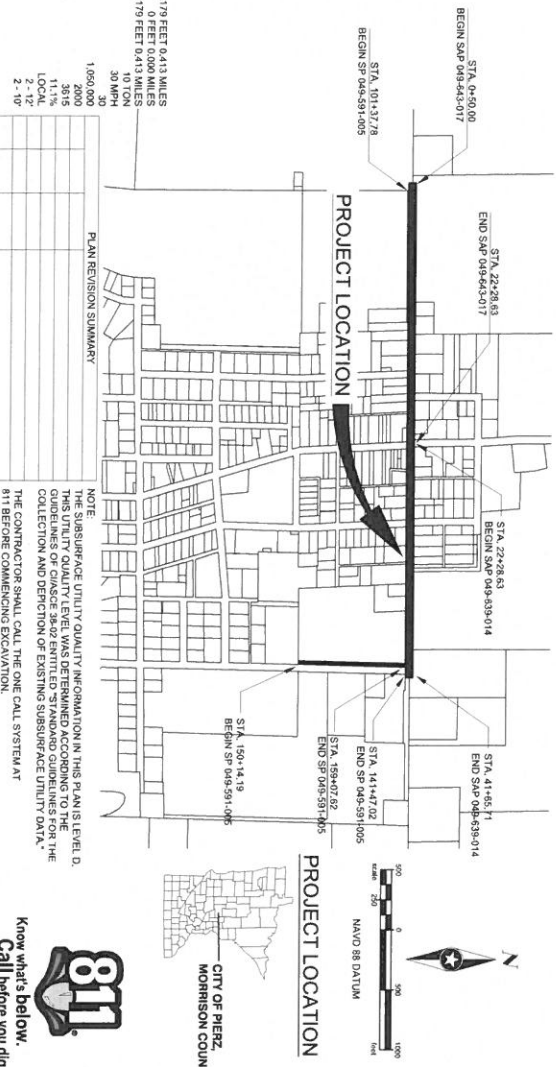 STA. 0+50.00
BEGIN SAP 049-643-017
STA. 101+37.78
BEGIN SP 049-591-005
STA. 22+28.63
END SAP 049-643-017
STA. 22+28.63
BEGIN SAP 049-639-014
STA. 41+65.71
END SAP 049-639-014
STA. 141+47.02
END SP 049-591-005
STA. 159+07.62
END SP 049-591-005
STA. 150+14.19
BEGIN SP 049-591-005
PROJECT LOCATION
N
500
250
0
500
1000
scale
feet
NAVD 88 DATUM
PROJECT LOCATION
CITY OF PIERZ,
MORRISON COUN
179 FEET 0.413 MILES
0 FEET 0.000 MILES
179 FEET 0.413 MILES
10 TON
30 MPH
30
1,050,000
2000
3615
11.1%
LOCAL
2 - 12'
2 - 10'
PLAN REVISION SUMMARY
NOTE:
THE SUBSURFACE UTILITY QUALITY INFORMATION IN THIS PLAN IS LEVEL D.
THIS UTILITY QUALITY LEVEL WAS DETERMINED ACCORDING TO THE
GUIDELINES OF CI/ASCE 38-02 ENTITLED "STANDARD GUIDELINES FOR THE
COLLECTION AND DEPICTION OF EXISTING SUBSURFACE UTILITY DATA."
THE CONTRACTOR SHALL CALL THE ONE CALL SYSTEM AT
811 BEFORE COMMENCING EXCAVATION.
811
Know what's below.
Call before you dig